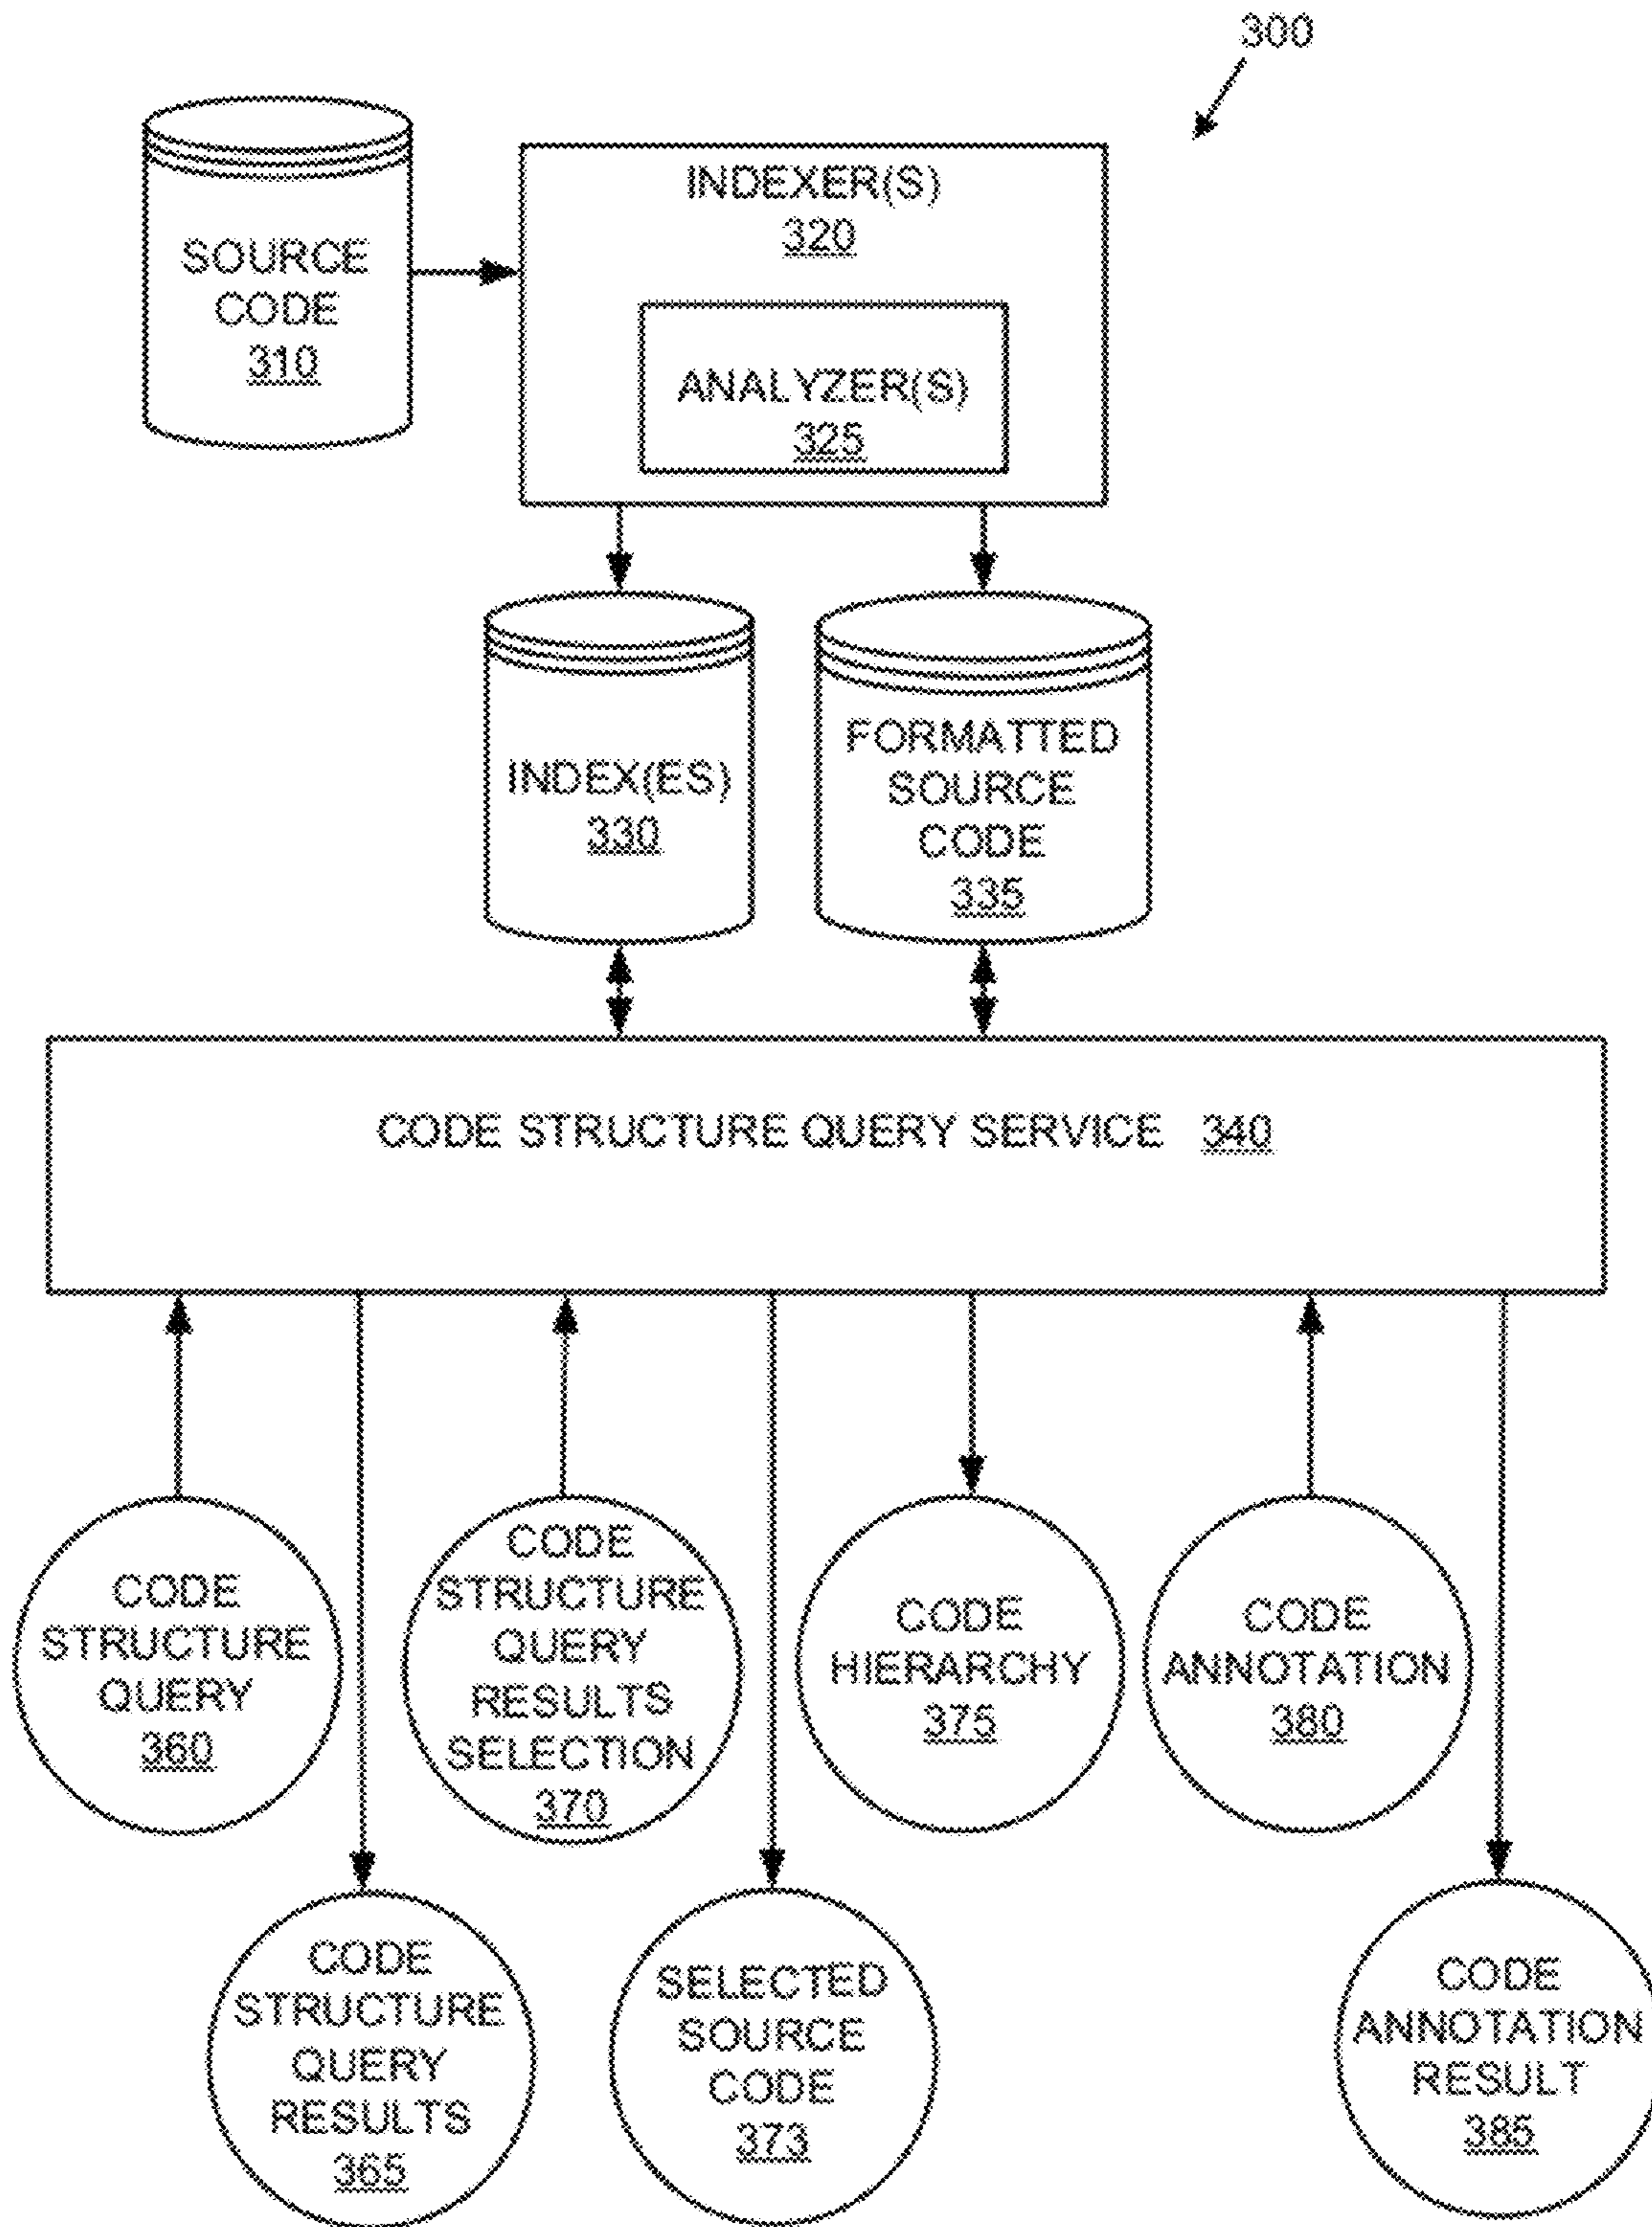 300
SOURCE
CODE
310
INDEXER(S)
320
ANALYZER(S)
325
INDEX(ES)
330
FORMATTED
SOURCE
CODE
335
CODE STRUCTURE QUERY SERVICE 340
CODE
STRUCTURE
QUERY
360
CODE
STRUCTURE
QUERY
RESULTS
SELECTION
370
CODE
HIERARCHY
375
CODE
ANNOTATION
380
CODE
STRUCTURE
QUERY
RESULTS
365
SELECTED
SOURCE
CODE
373
CODE
ANNOTATION
RESULT
385